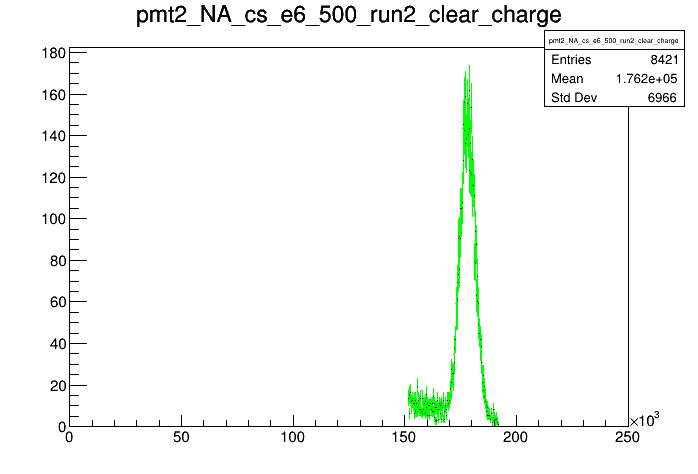 pmt2_NA_cs_e6_500_run2_clear_charge
pmt2_NA_cs_e6_500_run2_clear_charge
Entries 8421
Mean 1.762e+05
Std Dev 6966
180
160
140
120
100
80
60
40
20
0
0 50 100 150 200 250
×10³